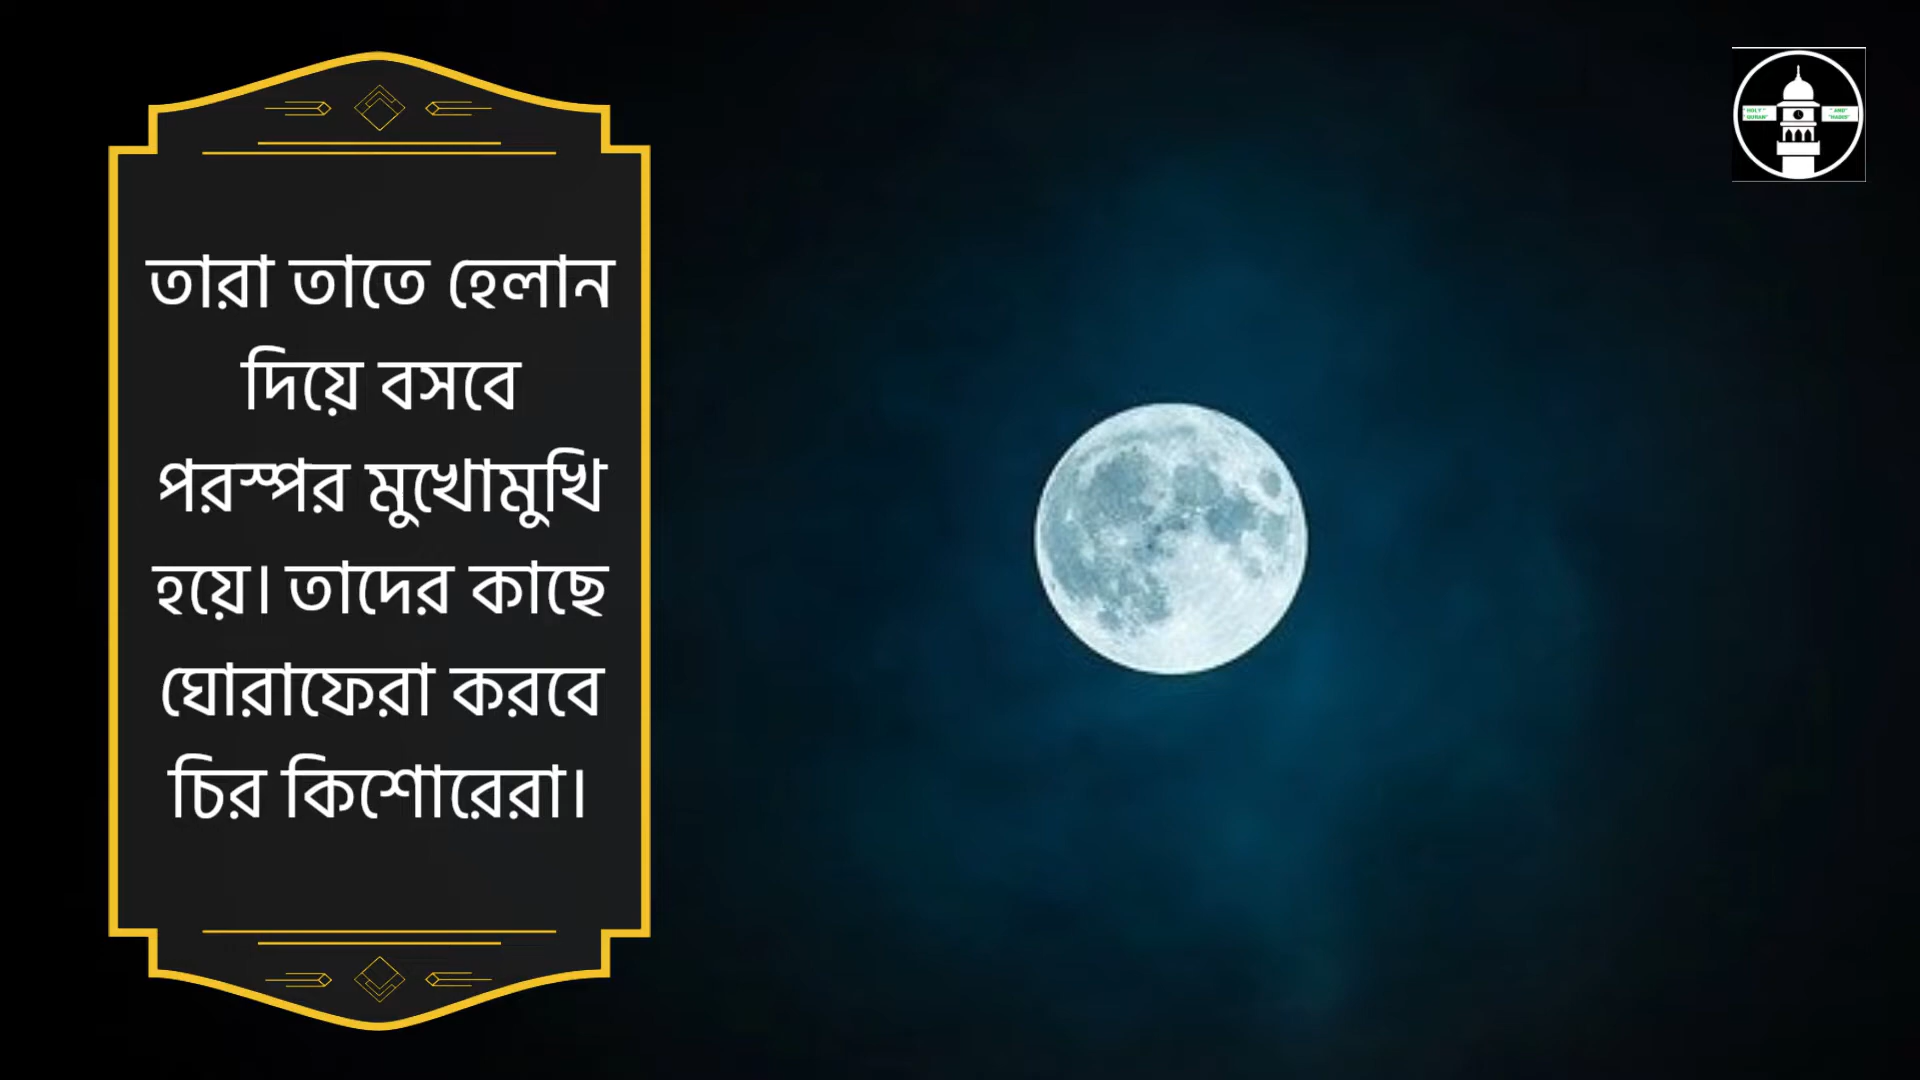 তারা তাতে হেলান
দিয়ে বসবে
পরস্পর মুখোমুখি
হয়ে। তাদের কাছে
ঘোরাফেরা করবে
চির কিশোরেরা।